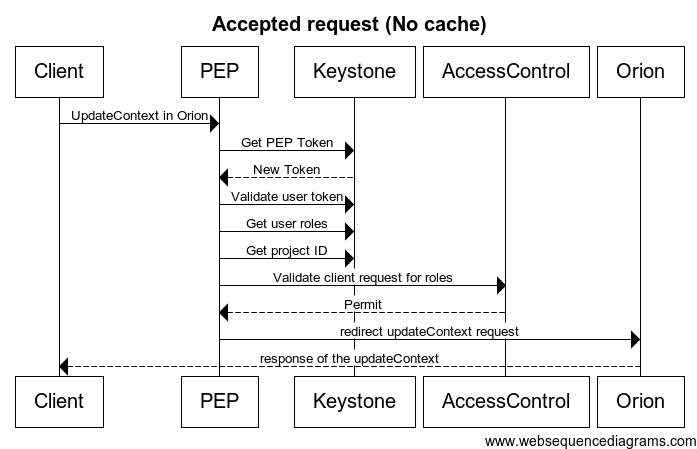 Accepted request (No cache)
Client PEP Keystone AccessControl Orion
UpdateContext in Orion
Get PEP Token
New Token
Validate user token
Get user roles
Get project ID
Validate client request for roles
Permit
redirect updateContext request
response of the updateContext
Client PEP Keystone AccessControl Orion
www.websequencediagrams.com